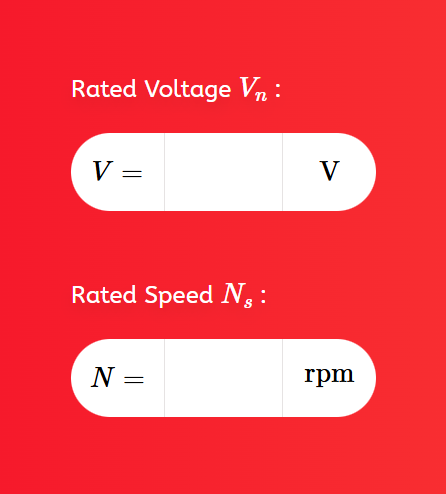 Rated Voltage Vₙ :
V = V
Rated Speed Nₛ :
N = rpm